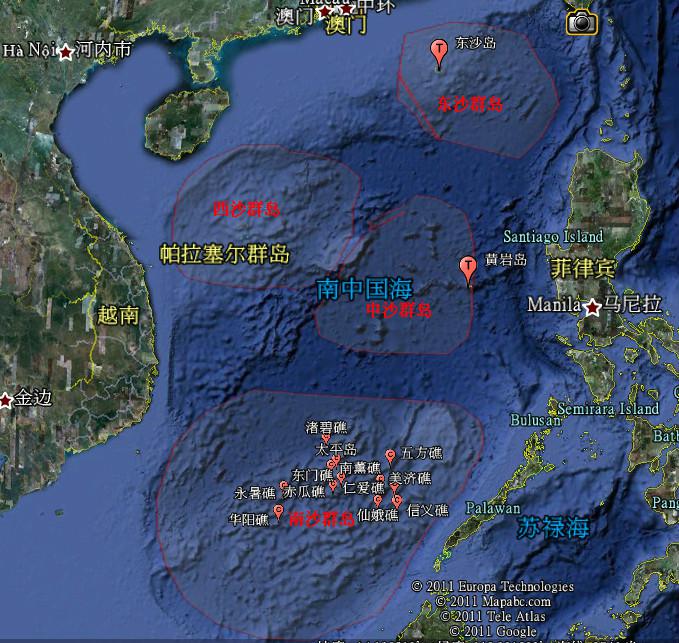 Macau
中环
澳门
澳门
东沙岛
Hà Nội
河内市
东沙群岛
西沙群岛
Santiago Island
帕拉塞尔群岛
黄岩岛
菲律宾
南中国海
Manila
马尼拉
中沙群岛
越南
金边
Semirara Island
Bulusan
渚碧礁
太平岛
五方礁
东门礁
南薰礁
美济礁
永暑礁
赤瓜礁
仁爱礁
华阳礁
南沙群岛
仙娥礁
信义礁
Palawan
苏禄海
© 2011 Europa Technologies
© 2011 Mapabc.com
© 2011 Tele Atlas
© 2011 Google